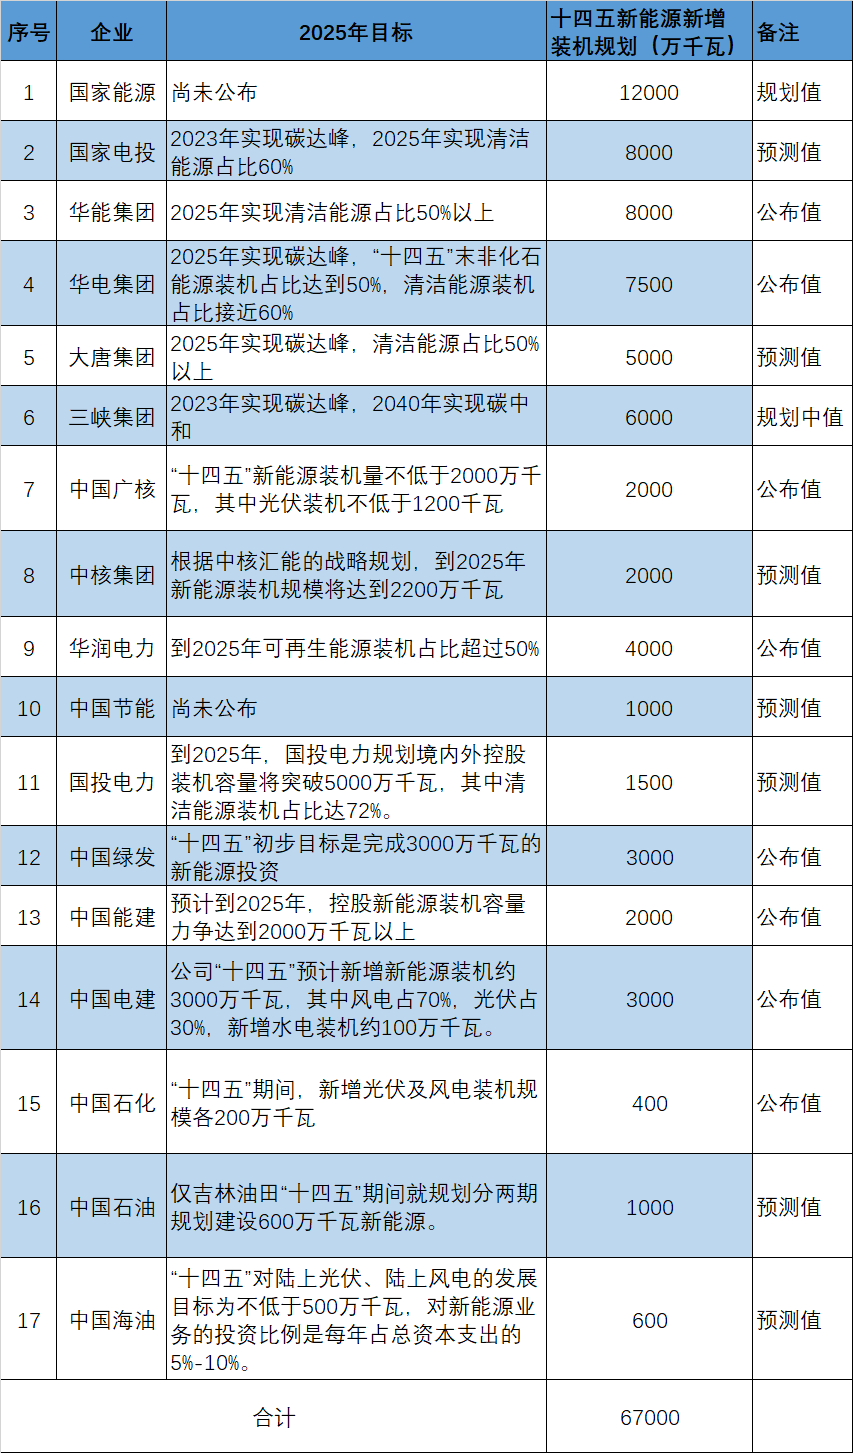 序号 企业 2025年目标 十四五新能源新增
装机规划（万千瓦） 备注
1 国家能源 尚未公布 12000 规划值
2 国家电投 2023年实现碳达峰，2025年实现清洁
能源占比60% 8000 预测值
3 华能集团 2025年实现清洁能源占比50%以上 8000 公布值
4 华电集团 2025年实现碳达峰，“十四五”末非化石
能源装机占比达到50%，清洁能源装机
占比接近60% 7500 公布值
5 大唐集团 2025年实现碳达峰，清洁能源占比50%
以上 5000 预测值
6 三峡集团 2023年实现碳达峰，2040年实现碳中
和 6000 规划中值
7 中国广核 “十四五”新能源装机量不低于2000万千
瓦，其中光伏装机不低于1200千瓦 2000 公布值
8 中核集团 根据中核汇能的战略规划，到2025年
新能源装机规模将达到2200万千瓦 2000 预测值
9 华润电力 到2025年可再生能源装机占比超过50% 4000 公布值
10 中国节能 尚未公布 1000 预测值
11 国投电力 到2025年，国投电力规划境内外控股
装机容量将突破5000万千瓦，其中清
洁能源装机占比达72%。 1500 预测值
12 中国绿发 “十四五”初步目标是完成3000万千瓦的
新能源投资 3000 公布值
13 中国能建 预计到2025年，控股新能源装机容量
力争达到2000万千瓦以上 2000 公布值
14 中国电建 公司“十四五”预计新增新能源装机约
3000万千瓦，其中风电占70%，光伏占
30%，新增水电装机约100万千瓦。 3000 公布值
15 中国石化 “十四五”期间，新增光伏及风电装机规
模各200万千瓦 400 公布值
16 中国石油 仅吉林油田“十四五”期间就规划分两期
规划建设600万千瓦新能源。 1000 预测值
17 中国海油 “十四五”对陆上光伏、陆上风电的发展
目标为不低于500万千瓦，对新能源业
务的投资比例是每年占总资本支出的
5%-10%。 600 预测值
合计 67000